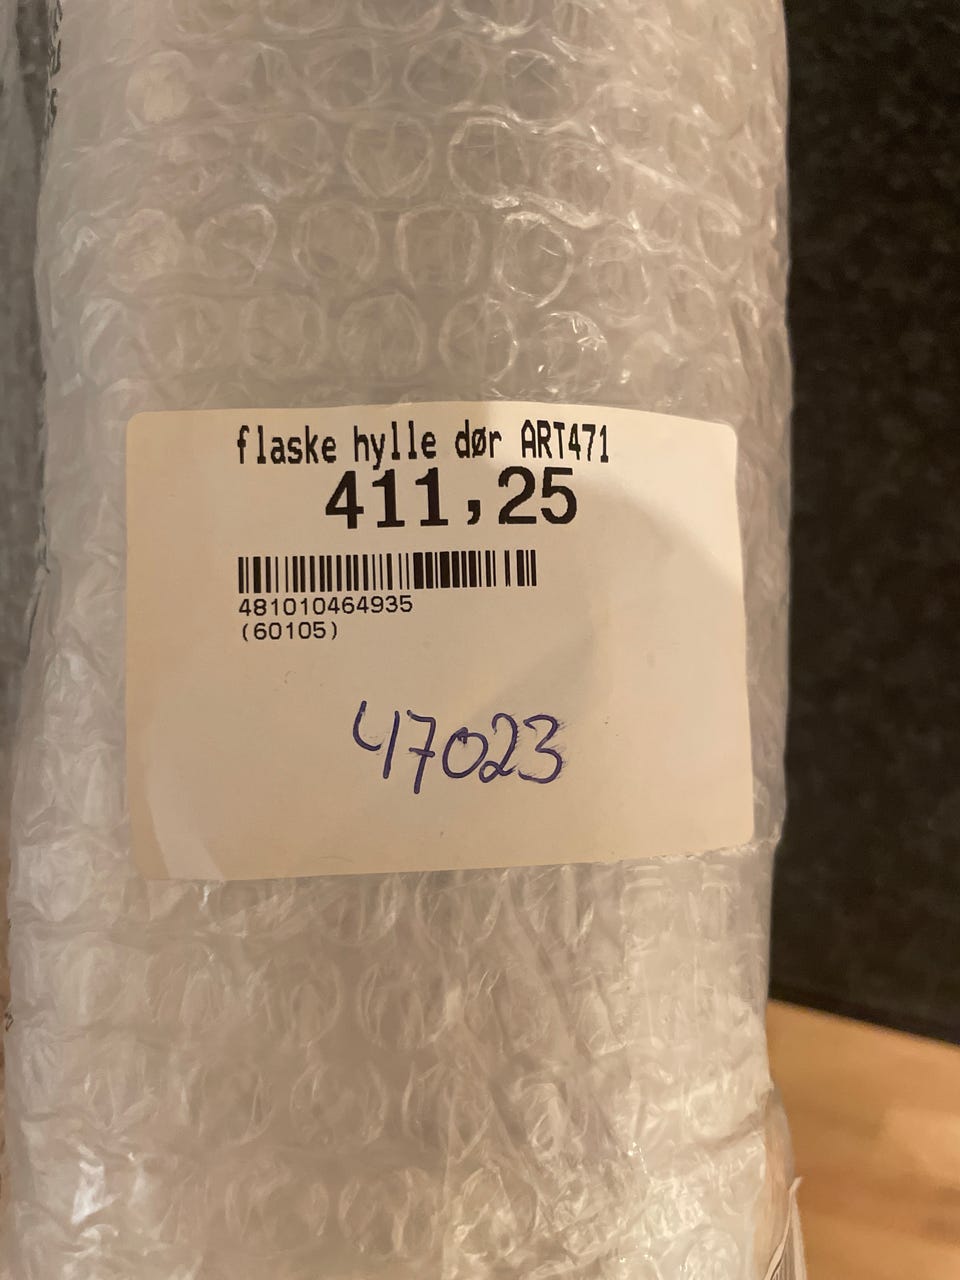 flaske hylle dør ART471
411,25
481010464935
(60105)
47023